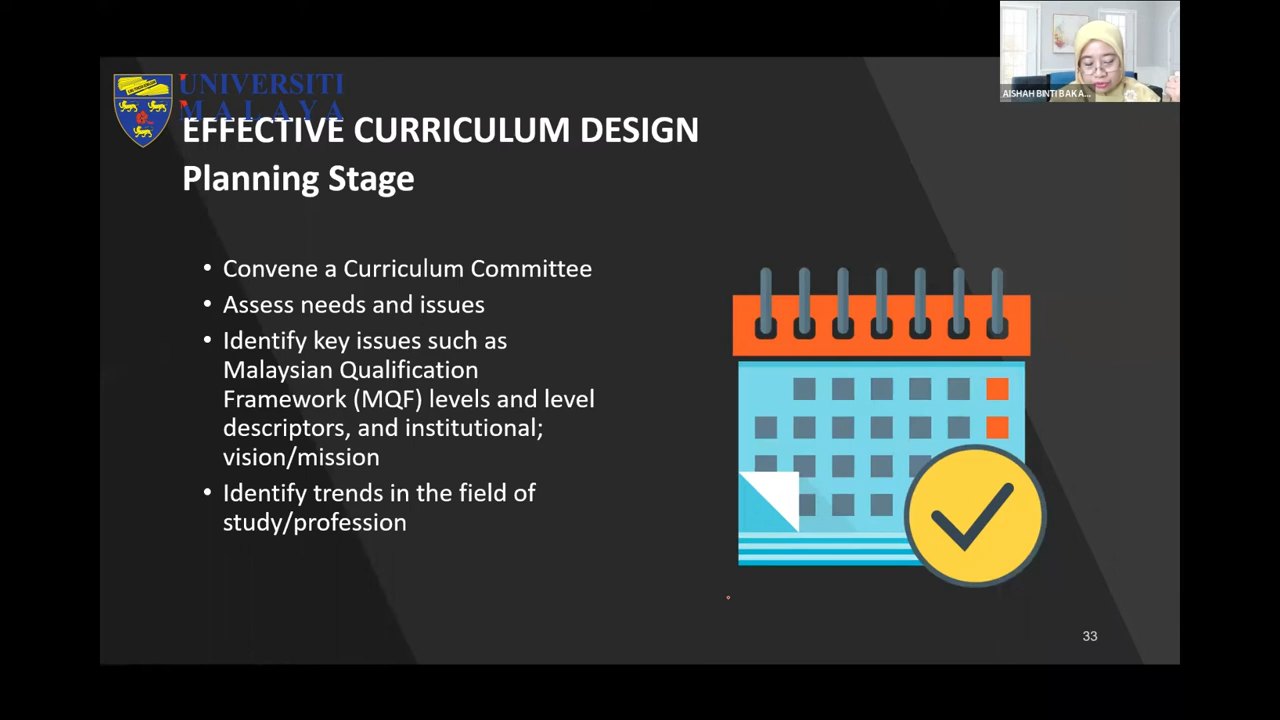 UNIVERSITI
MALAYA
EFFECTIVE CURRICULUM DESIGN
Planning Stage
• Convene a Curriculum Committee
• Assess needs and issues
• Identify key issues such as
Malaysian Qualification
Framework (MQF) levels and level
descriptors, and institutional;
vision/mission
• Identify trends in the field of
study/profession
33
AISHAH BINTI BAKA...